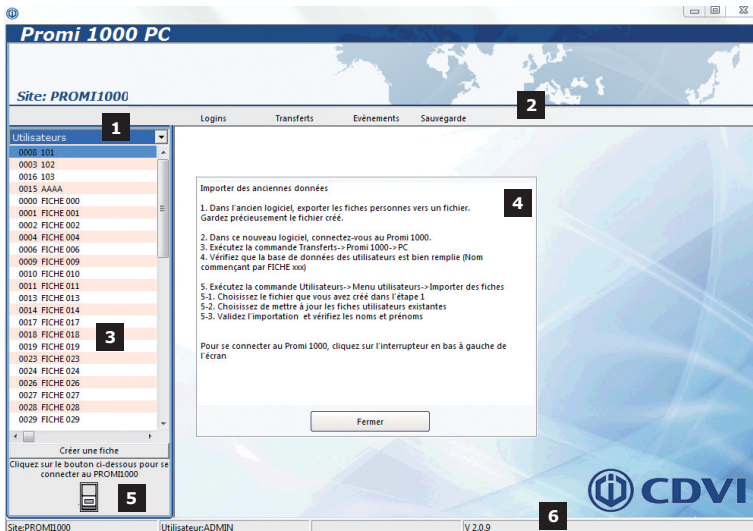 Promi 1000 PC
Site: PROMI1000
2
Logins Transferts Evènements Sauvegarde
1
Utilisateurs
0008 101
0003 102
0016 103
0015 AAAA
0000 FICHE 000
0001 FICHE 001
0002 FICHE 002
0004 FICHE 004
0006 FICHE 006
0009 FICHE 009
0010 FICHE 010
0011 FICHE 011
0013 FICHE 013
0014 FICHE 014
0017 FICHE 017
0018 FICHE 018
0019 FICHE 019
0023 FICHE 023
0024 FICHE 024
0026 FICHE 026
0027 FICHE 027
0028 FICHE 028
0029 FICHE 029
3
Créer une fiche
Cliquez sur le bouton ci-dessous pour se
connecter au PROMI1000
5
Importer des anciennes données
4
1. Dans l'ancien logiciel, exporter les fiches personnes vers un fichier.
Gardez précieusement le fichier créé.
2. Dans ce nouveau logiciel, connectez-vous au Promi 1000.
3. Exécutez la commande Transferts->Promi 1000->PC
4. Vérifiez que la base de données des utilisateurs est bien remplie (Nom
commençant par FICHE xxx)
5. Exécutez la commande Utilisateurs->Menu utilisateurs->Importer des fiches
5-1. Choisissez le fichier que vous avez créé dans l'étape 1
5-2. Choisissez de mettre à jour les fiches utilisateurs existantes
5-3. Validez l'importation et vérifiez les noms et prénoms
Pour se connecter au Promi 1000, cliquez sur l'interrupteur en bas à gauche de
l'écran
Fermer
CDVI
6
Site:PROMI1000 Utilisateur:ADMIN V 2.0.9